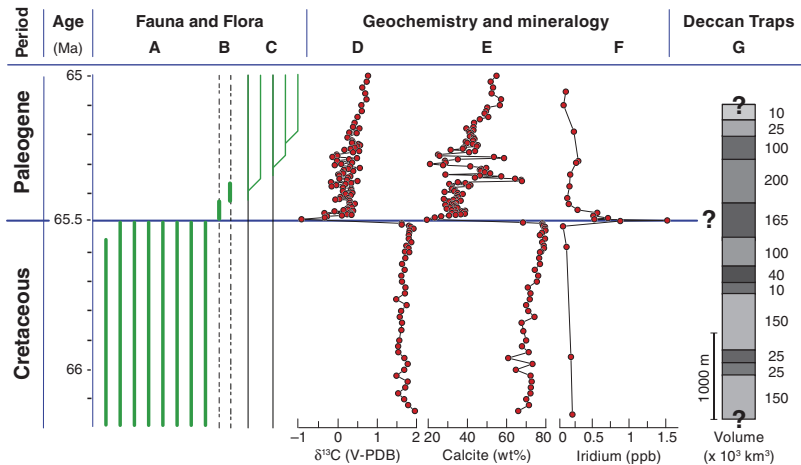 Period
Age
(Ma)
Fauna and Flora
A B C
Geochemistry and mineralogy
D E F
Deccan Traps
G
Paleogene
Cretaceous
65
65.5
66
?
?
?
10
25
100
200
165
100
40
10
150
25
25
150
1000 m
−1 0 1 2
δ¹³C (V-PDB)
20 40 60 80
Calcite (wt%)
0 0.5 1 1.5
Iridium (ppb)
Volume
(x 10³ km³)